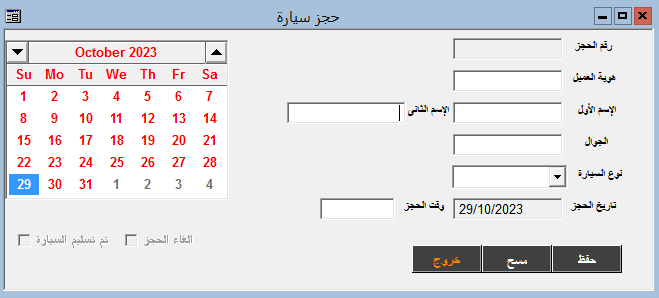 حجز سيارة
رقم الحجز
هوية العميل
الإسم الأول
الإسم الثانى
الجوال
نوع السيارة
تاريخ الحجز 29/10/2023 وقت الحجز
حفظ مسح خروج
October 2023
Su Mo Tu We Th Fr Sa
1 2 3 4 5 6 7
8 9 10 11 12 13 14
15 16 17 18 19 20 21
22 23 24 25 26 27 28
29 30 31 1 2 3 4
الغاء الحجز تم تسليم السيارة